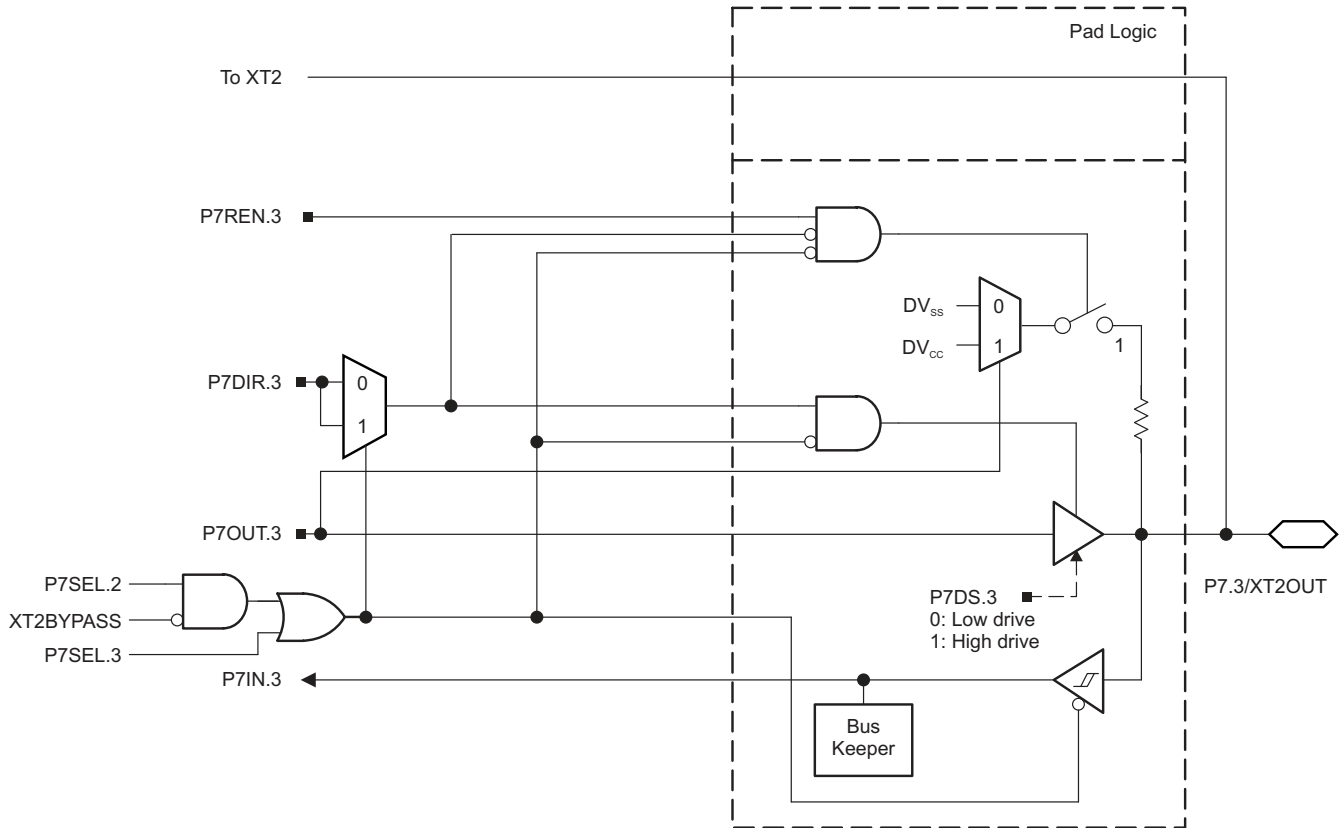 Pad Logic
To XT2
P7REN.3
DVSS
0
DVCC
1
1
P7DIR.3
0
1
P7OUT.3
P7SEL.2
XT2BYPASS
P7SEL.3
P7DS.3
0: Low drive
1: High drive
P7.3/XT2OUT
P7IN.3
Bus
Keeper